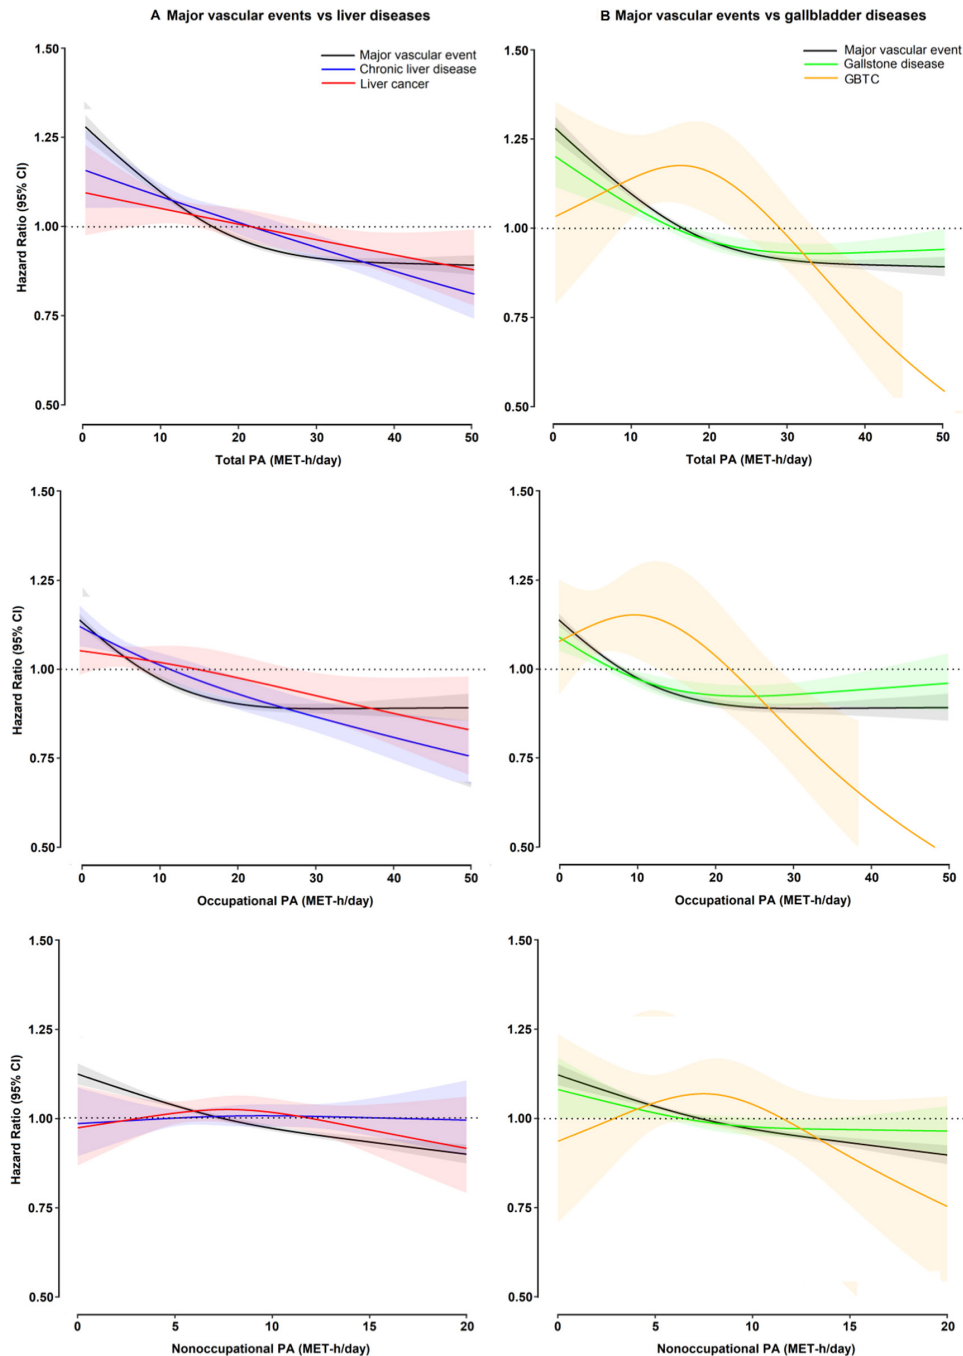 A Major vascular events vs liver diseases
B Major vascular events vs gallbladder diseases
Hazard Ratio (95% CI)
1.50
1.25
1.00
0.75
0.50
Major vascular event
Chronic liver disease
Liver cancer
0 10 20 30 40 50
Total PA (MET-h/day)
1.50
1.25
1.00
0.75
0.50
Major vascular event
Gallstone disease
GBTC
0 10 20 30 40 50
Total PA (MET-h/day)
Hazard Ratio (95% CI)
1.50
1.25
1.00
0.75
0.50
0 10 20 30 40 50
Occupational PA (MET-h/day)
1.50
1.25
1.00
0.75
0.50
0 10 20 30 40 50
Occupational PA (MET-h/day)
Hazard Ratio (95% CI)
1.50
1.25
1.00
0.75
0.50
0 5 10 15 20
Nonoccupational PA (MET-h/day)
1.50
1.25
1.00
0.75
0.50
0 5 10 15 20
Nonoccupational PA (MET-h/day)